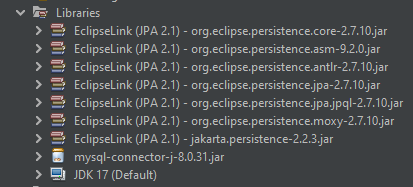 Libraries
EclipseLink (JPA 2.1) - org.eclipse.persistence.core-2.7.10.jar
EclipseLink (JPA 2.1) - org.eclipse.persistence.asm-9.2.0.jar
EclipseLink (JPA 2.1) - org.eclipse.persistence.antlr-2.7.10.jar
EclipseLink (JPA 2.1) - org.eclipse.persistence.jpa-2.7.10.jar
EclipseLink (JPA 2.1) - org.eclipse.persistence.jpa.jpql-2.7.10.jar
EclipseLink (JPA 2.1) - org.eclipse.persistence.moxy-2.7.10.jar
EclipseLink (JPA 2.1) - jakarta.persistence-2.2.3.jar
mysql-connector-j-8.0.31.jar
JDK 17 (Default)